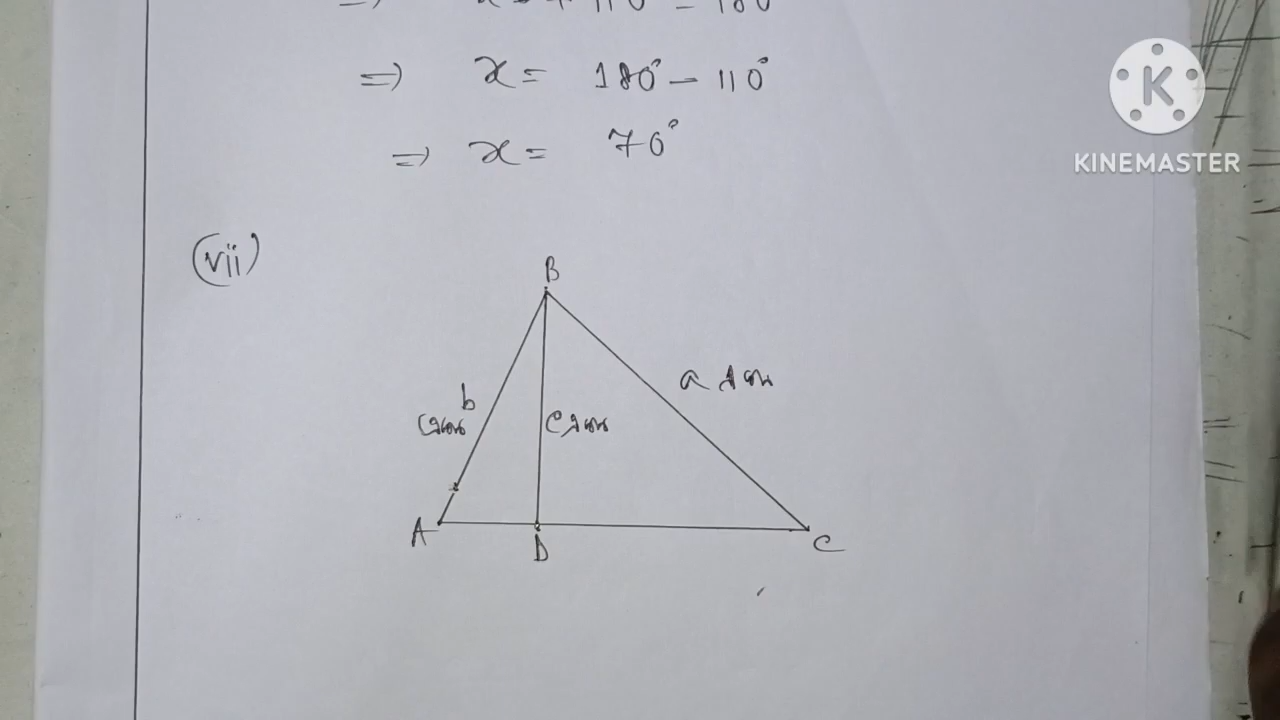 ⇒ x = 180° - 110°
⇒ x = 70°
(vii)
B
b
a
A
D
C
K
KINEMASTER